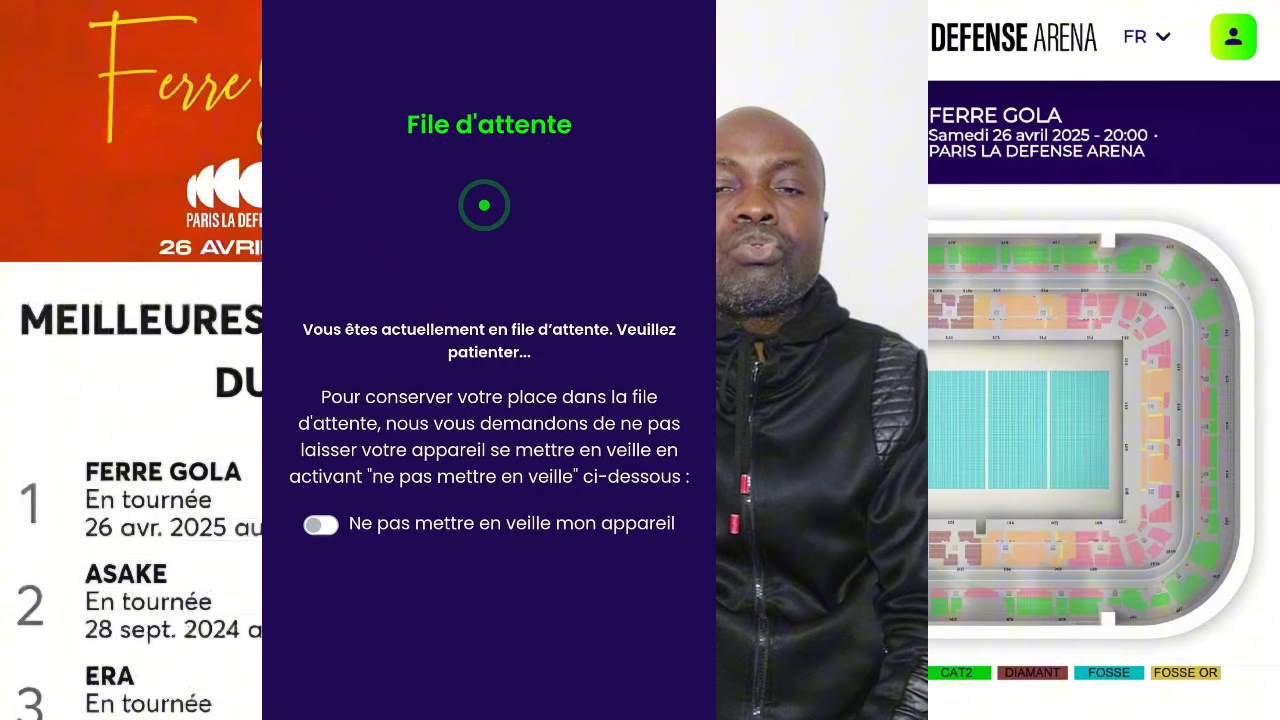 Ferre
PARIS LA DEF
26 AVRI
MEILLEURES
DU
1
FERRE GOLA
En tournée
26 avr. 2025 au
2
ASAKE
En tournée
28 sept. 2024 a
3
ERA
En tournée
File d'attente
Vous êtes actuellement en file d’attente. Veuillez
patienter...
Pour conserver votre place dans la file
d'attente, nous vous demandons de ne pas
laisser votre appareil se mettre en veille en
activant "ne pas mettre en veille" ci-dessous :
Ne pas mettre en veille mon appareil
DEFENSE ARENA
FR
FERRE GOLA
Samedi 26 avril 2025 - 20:00 •
PARIS LA DEFENSE ARENA
CAT2
DIAMANT
FOSSE
FOSSE OR